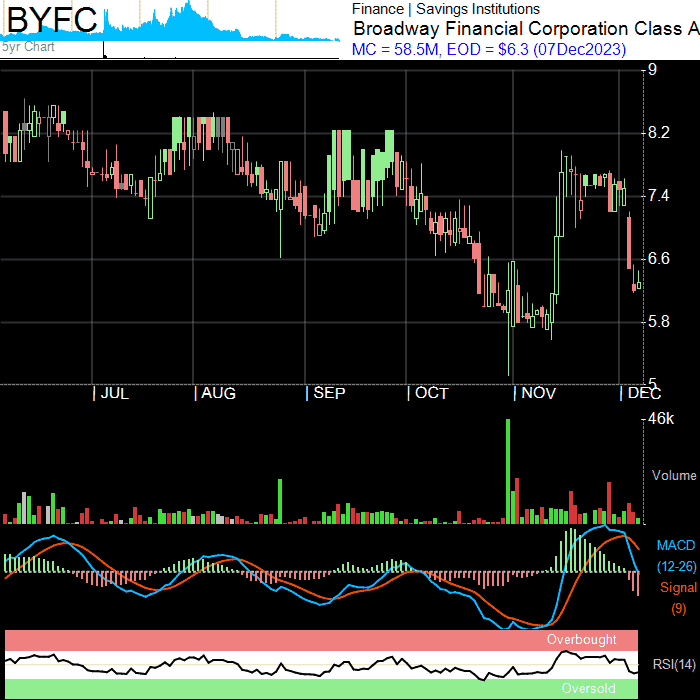 BYFC
5yr Chart
Finance | Savings Institutions
Broadway Financial Corporation Class A
MC = 58.5M, EOD = $6.3 (07Dec2023)
9
8.2
7.4
6.6
5.8
5
| JUL | AUG | SEP | OCT | NOV | DEC
46k
Volume
MACD
(12-26)
Signal
(9)
Overbought
RSI(14)
Oversold